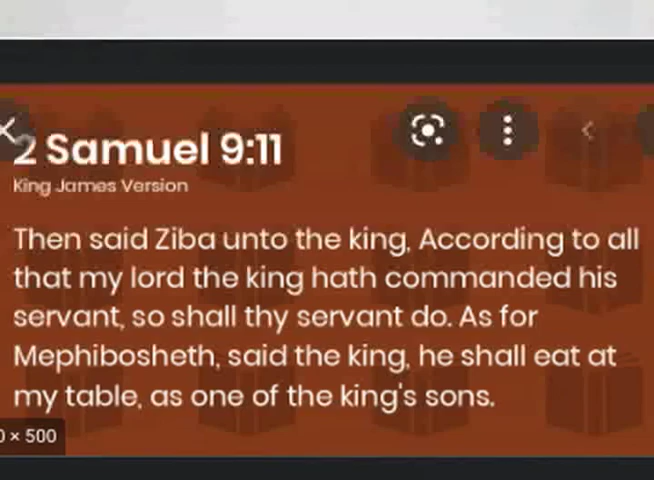 2 Samuel 9:11
King James Version
Then said Ziba unto the king, According to all
that my lord the king hath commanded his
servant, so shall thy servant do. As for
Mephibosheth, said the king, he shall eat at
my table, as one of the king's sons.
0 × 500